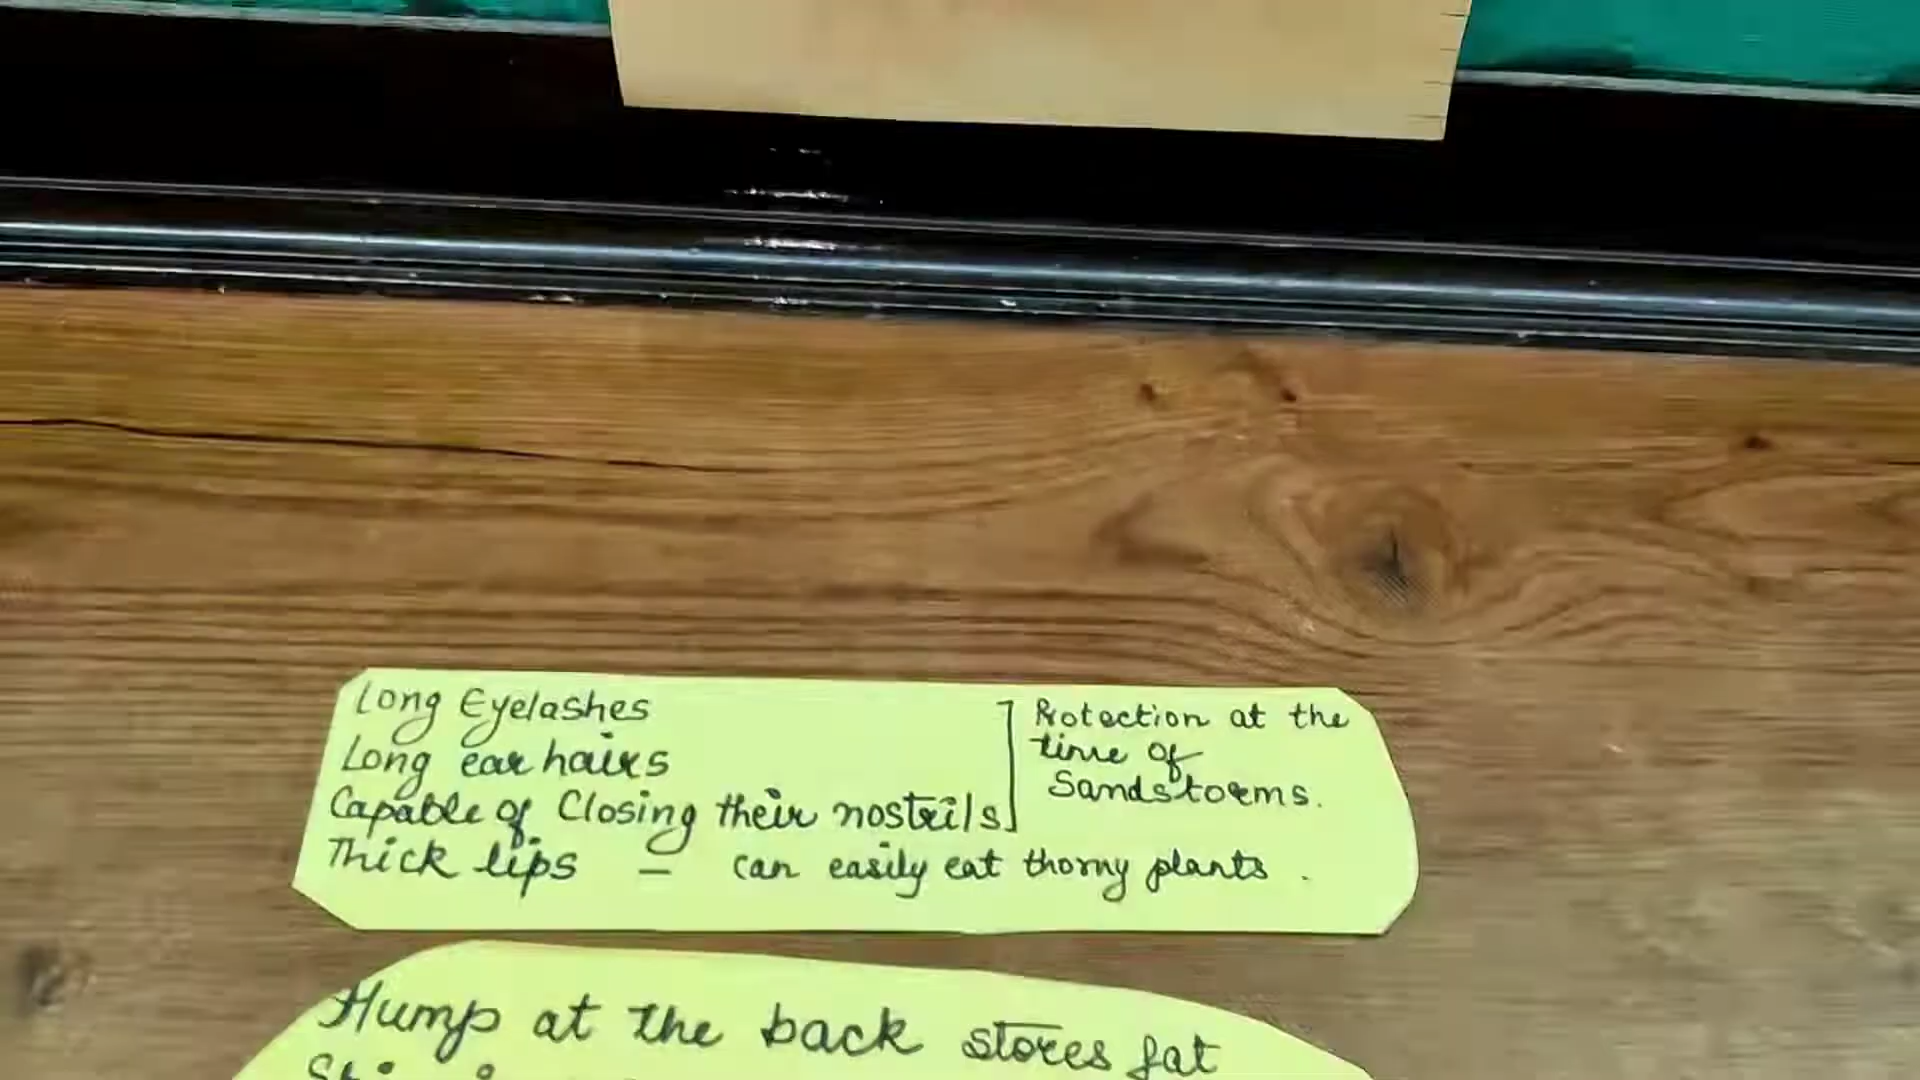 Long Eyelashes
Long ear hairs
Capable of Closing their nostrils
Protection at the
time of
Sandstorms.
Thick lips — can easily eat thorny plants .
Hump at the back stores fat